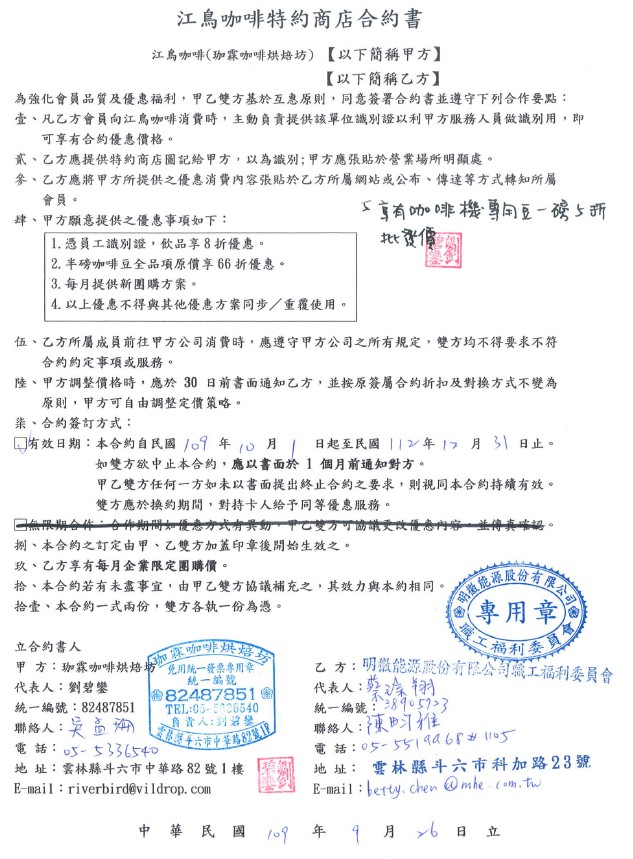 江鳥咖啡特約商店合約書
江鳥咖啡(珈霖咖啡烘焙坊)【以下簡稱甲方】
【以下簡稱乙方】
為強化會員品質及優惠福利,甲乙雙方基於互惠原則,同意簽署合約書並遵守下列合作要點:
壹、凡乙方會員向江鳥咖啡消費時,主動負責提供該單位識別證以利甲方服務人員做識別用,即
可享有合約優惠價格。
貳、乙方應提供特約商店圖記給甲方,以為識別;甲方應張貼於營業場所明顯處。
參、乙方應將甲方所提供之優惠消費內容張貼於乙方所屬網站或公布、傳達等方式轉知所屬
會員。
5 享有咖啡機專用豆一磅5折
批發價
肆、甲方願意提供之優惠事項如下:
1.憑員工識別證,飲品享8折優惠。
2.半磅咖啡豆全品項原價享66折優惠。
3.每月提供新團購方案。
4.以上優惠不得與其他優惠方案同步/重覆使用。
伍、乙方所屬成員前往甲方公司消費時,應遵守甲方公司之所有規定,雙方均不得要求不符
合約約定事項或服務。
陸、甲方調整價格時,應於 30 日前書面通知乙方,並按原簽屬合約折扣及對換方式不變為
原則,甲方可自由調整定價策略。
柒、合約簽訂方式:
□有效日期:本合約自民國 109 年 10 月 1 日起至民國 112 年 12 月 31 日止。
如雙方欲中止本合約,應以書面於 1 個月前通知對方。
甲乙雙方任何一方如未以書面提出終止合約之要求,則視同本合約持續有效。
雙方應於換約期間,對持卡人給予同等優惠服務。
□無限期合作:合作期間如優惠方式有異動,甲乙雙方可協議更改優惠內容,並傳真確認。
捌、本合約之訂定由甲、乙雙方加蓋印章後開始生效之。
玖、乙方享有每月企業限定團購價。
拾、本合約若有未盡事宜,由甲乙雙方協議補充之,其效力與本約相同。
拾壹、本合約一式兩份,雙方各執一份為憑。
明徽能源股份有限公司
專用章
職工福利委員會
立合約書人
甲 方:珈霖咖啡烘焙坊
代表人:劉碧鑾
統一編號:82487851
聯絡人:吳孟珊
電 話:05-5336540
地 址:雲林縣斗六市中華路 82 號 1 樓
E-mail:riverbird@vildrop.com
珈霖咖啡烘焙坊
免用統一發票專用章
統一編號
82487851
TEL:05-5336540
負責人:劉碧鑾
雲林縣斗六市中華路82號1F
乙 方:明徽能源股份有限公司職工福利委員會
代表人:蔡
統一編號:38905923
聯絡人:陳
電 話:05-5519968#1105
地 址:雲林縣斗六市科加路23號
E-mail:betty.chen@mhe.com.tw
中 華 民 國 109 年 9 月 26 日 立